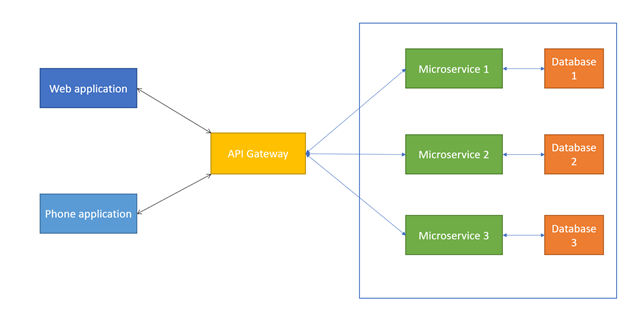 Web application
Phone application
API Gateway
Microservice 1
Database
1
Microservice 2
Database
2
Microservice 3
Database
3